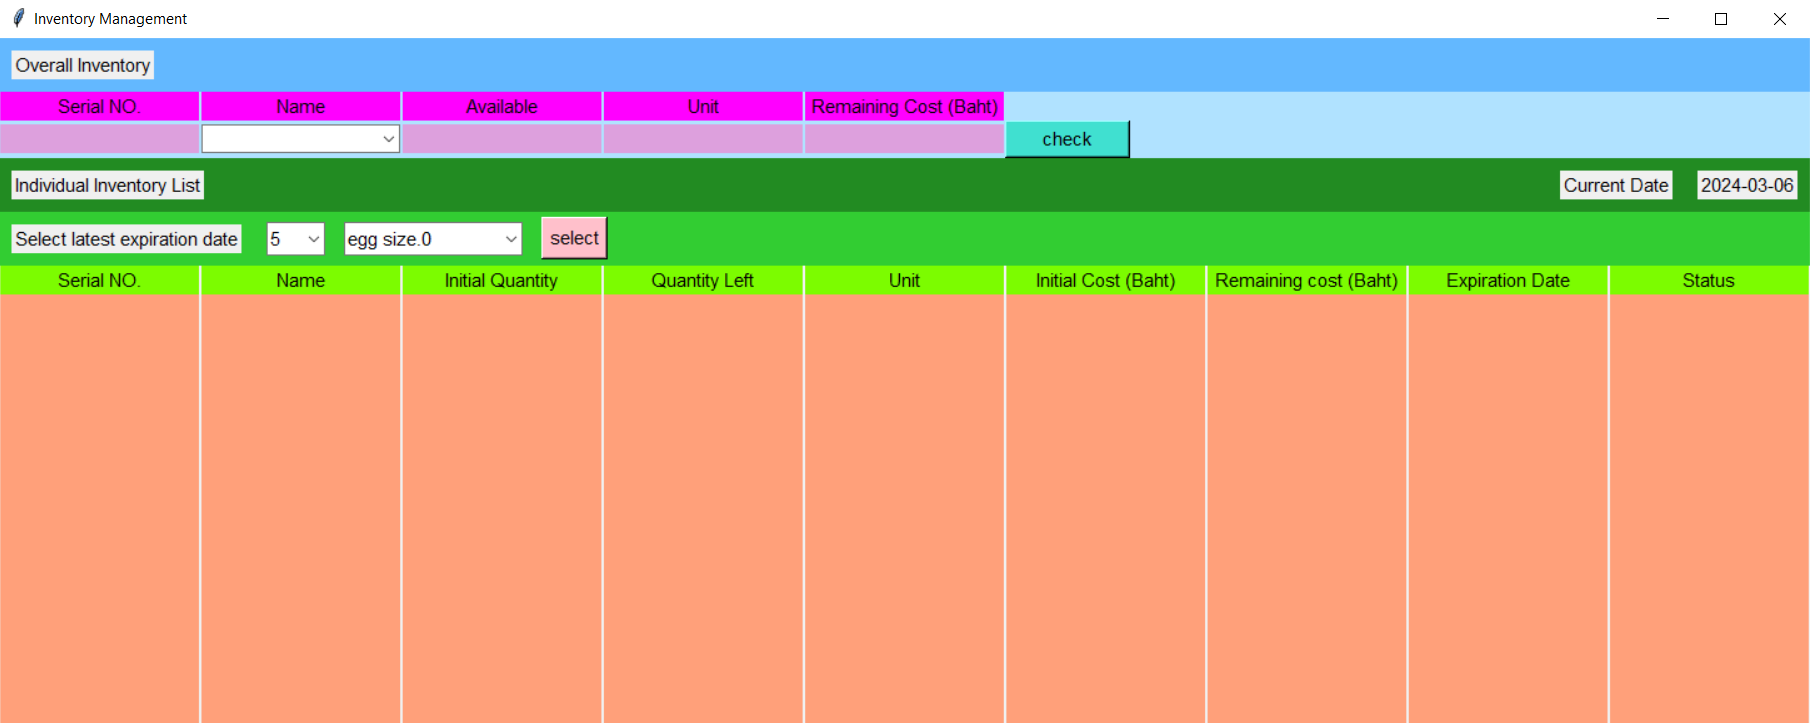 Inventory Management
Overall Inventory
Serial NO. Name Available Unit Remaining Cost (Baht)
check
Individual Inventory List Current Date 2024-03-06
Select latest expiration date 5 egg size.0 select
Serial NO. Name Initial Quantity Quantity Left Unit Initial Cost (Baht) Remaining cost (Baht) Expiration Date Status